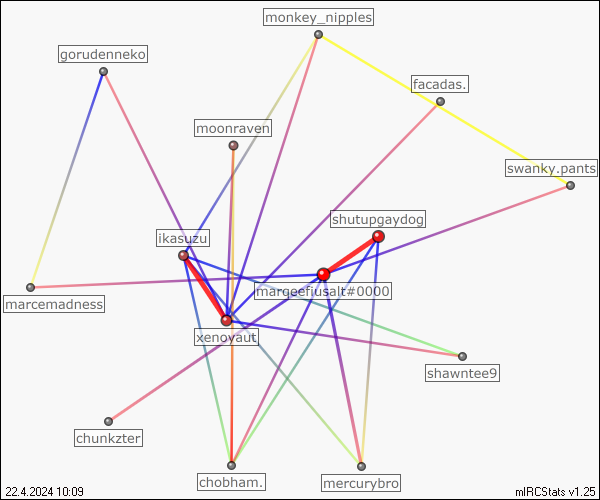 monkey_nipples
gorudenneko
facadas.
moonraven
swanky.pants
shutupgaydog
ikasuzu
margeefjusalt#0000
marcemadness
xenovaut
shawntee9
chunkzter
chobham.
mercurybro
22.4.2024 10:09
mIRCStats v1.25